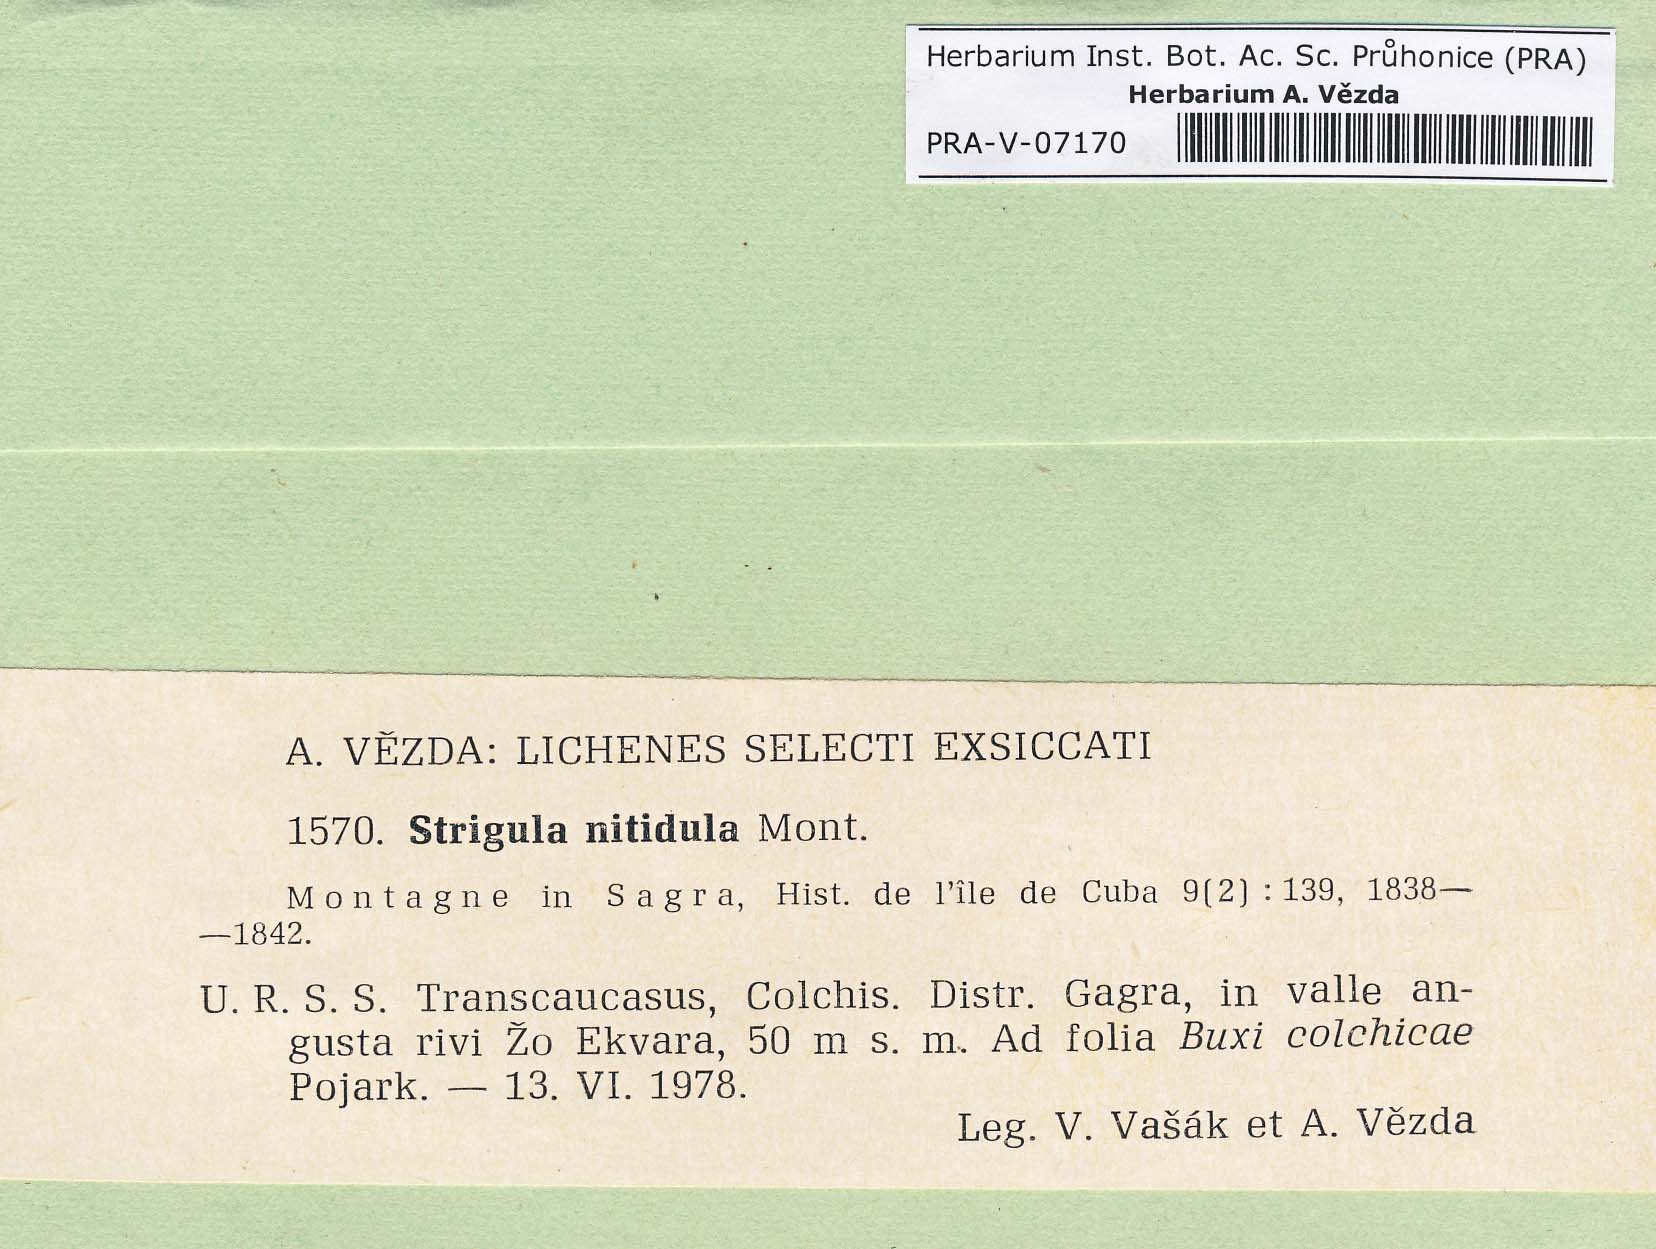 Herbarium Inst. Bot. Ac. Sc. Průhonice (PRA)
Herbarium A. Vězda
PRA-V-07170
A. VĚZDA: LICHENES SELECTI EXSICCATI
1570. Strigula nitidula Mont.
Montagne in Sagra, Hist. de l'île de Cuba 9(2) : 139, 1838—
—1842.
U. R. S. S. Transcaucasus, Colchis. Distr. Gagra, in valle an-
gusta rivi Žo Ekvara, 50 m s. m. Ad folia Buxi colchicae
Pojark. — 13. VI. 1978.
Leg. V. Vašák et A. Vězda